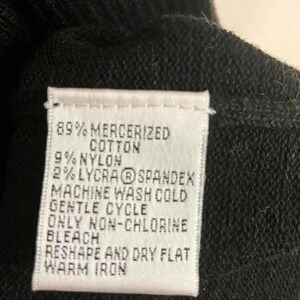 89% MERCERIZED
COTTON
9% NYLON
2% LYCRA® SPANDEX
MACHINE WASH COLD
GENTLE CYCLE
ONLY NON-CHLORINE
BLEACH
RESHAPE AND DRY FLAT
WARM IRON